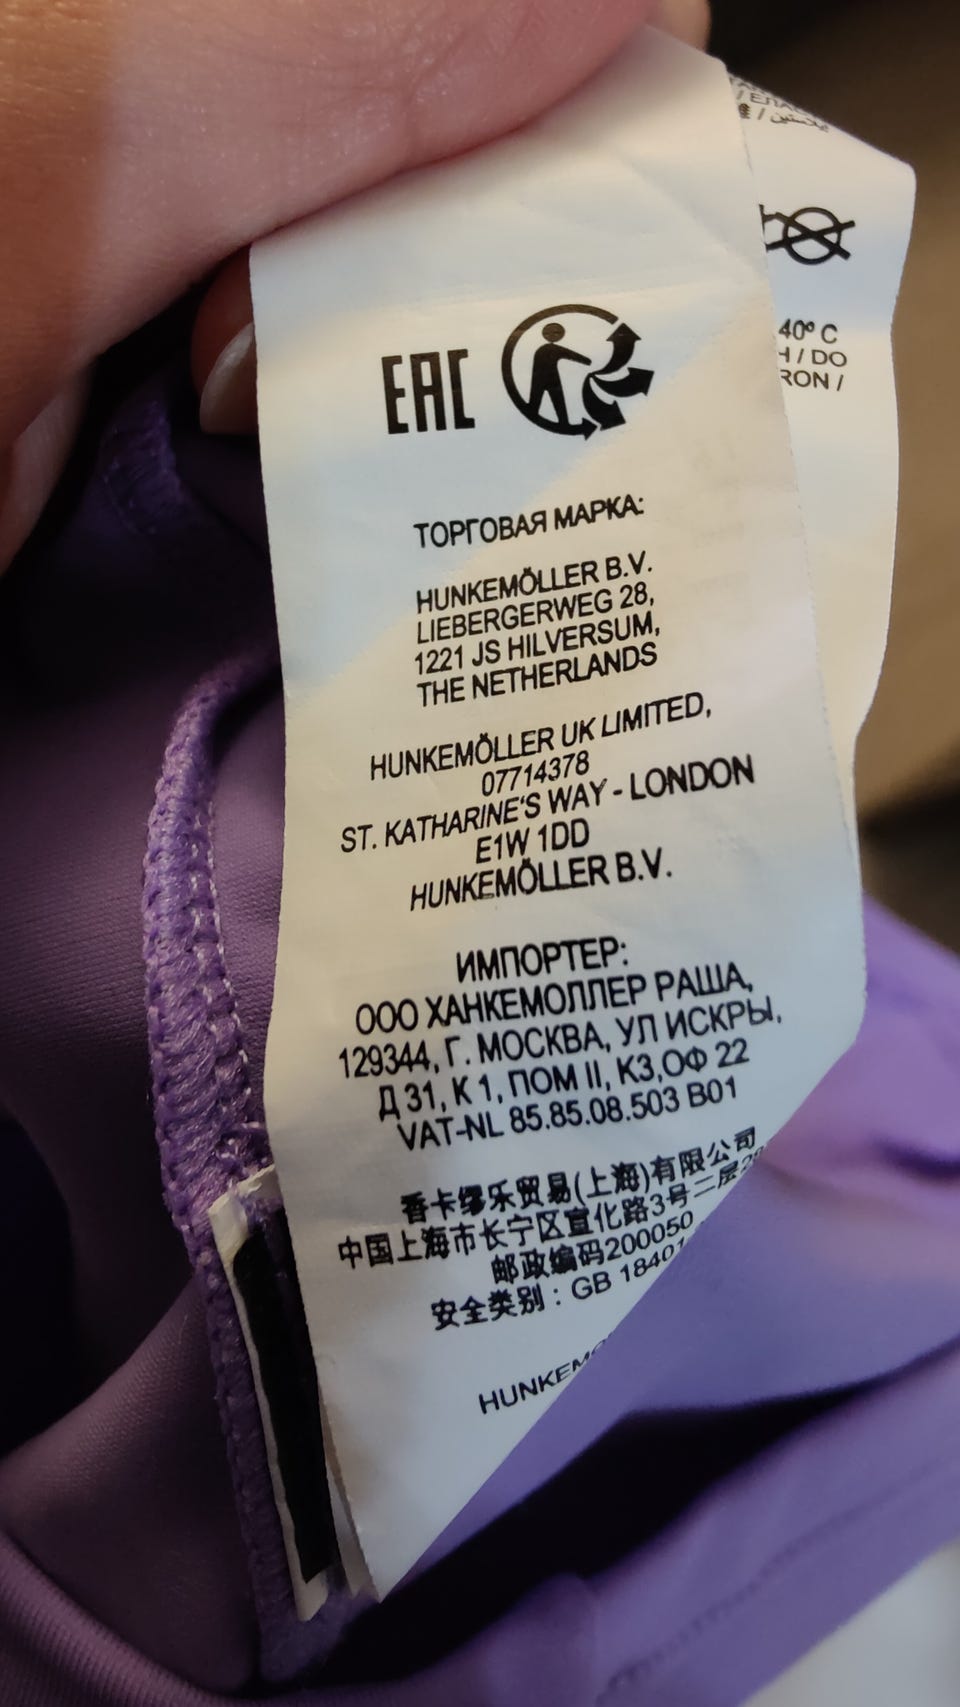 EAC
ТОРГОВАЯ МАРКА:
HUNKEMÖLLER B.V.
LIEBERGERWEG 28,
1221 JS HILVERSUM,
THE NETHERLANDS
HUNKEMÖLLER UK LIMITED,
07714378
ST. KATHARINE'S WAY - LONDON
E1W 1DD
HUNKEMÖLLER B.V.
ИМПОРТЕР:
ООО ХАНКЕМОЛЛЕР РАША,
129344, Г. МОСКВА, УЛ ИСКРЫ,
Д 31, К 1, ПОМ II, К3,ОФ 22
VAT-NL 85.85.08.503 B01
香卡缪乐贸易(上海)有限公司
中国上海市长宁区宣化路3号二层
邮政编码200050
安全类别：GB 18401
40° C
/ DO
RON /